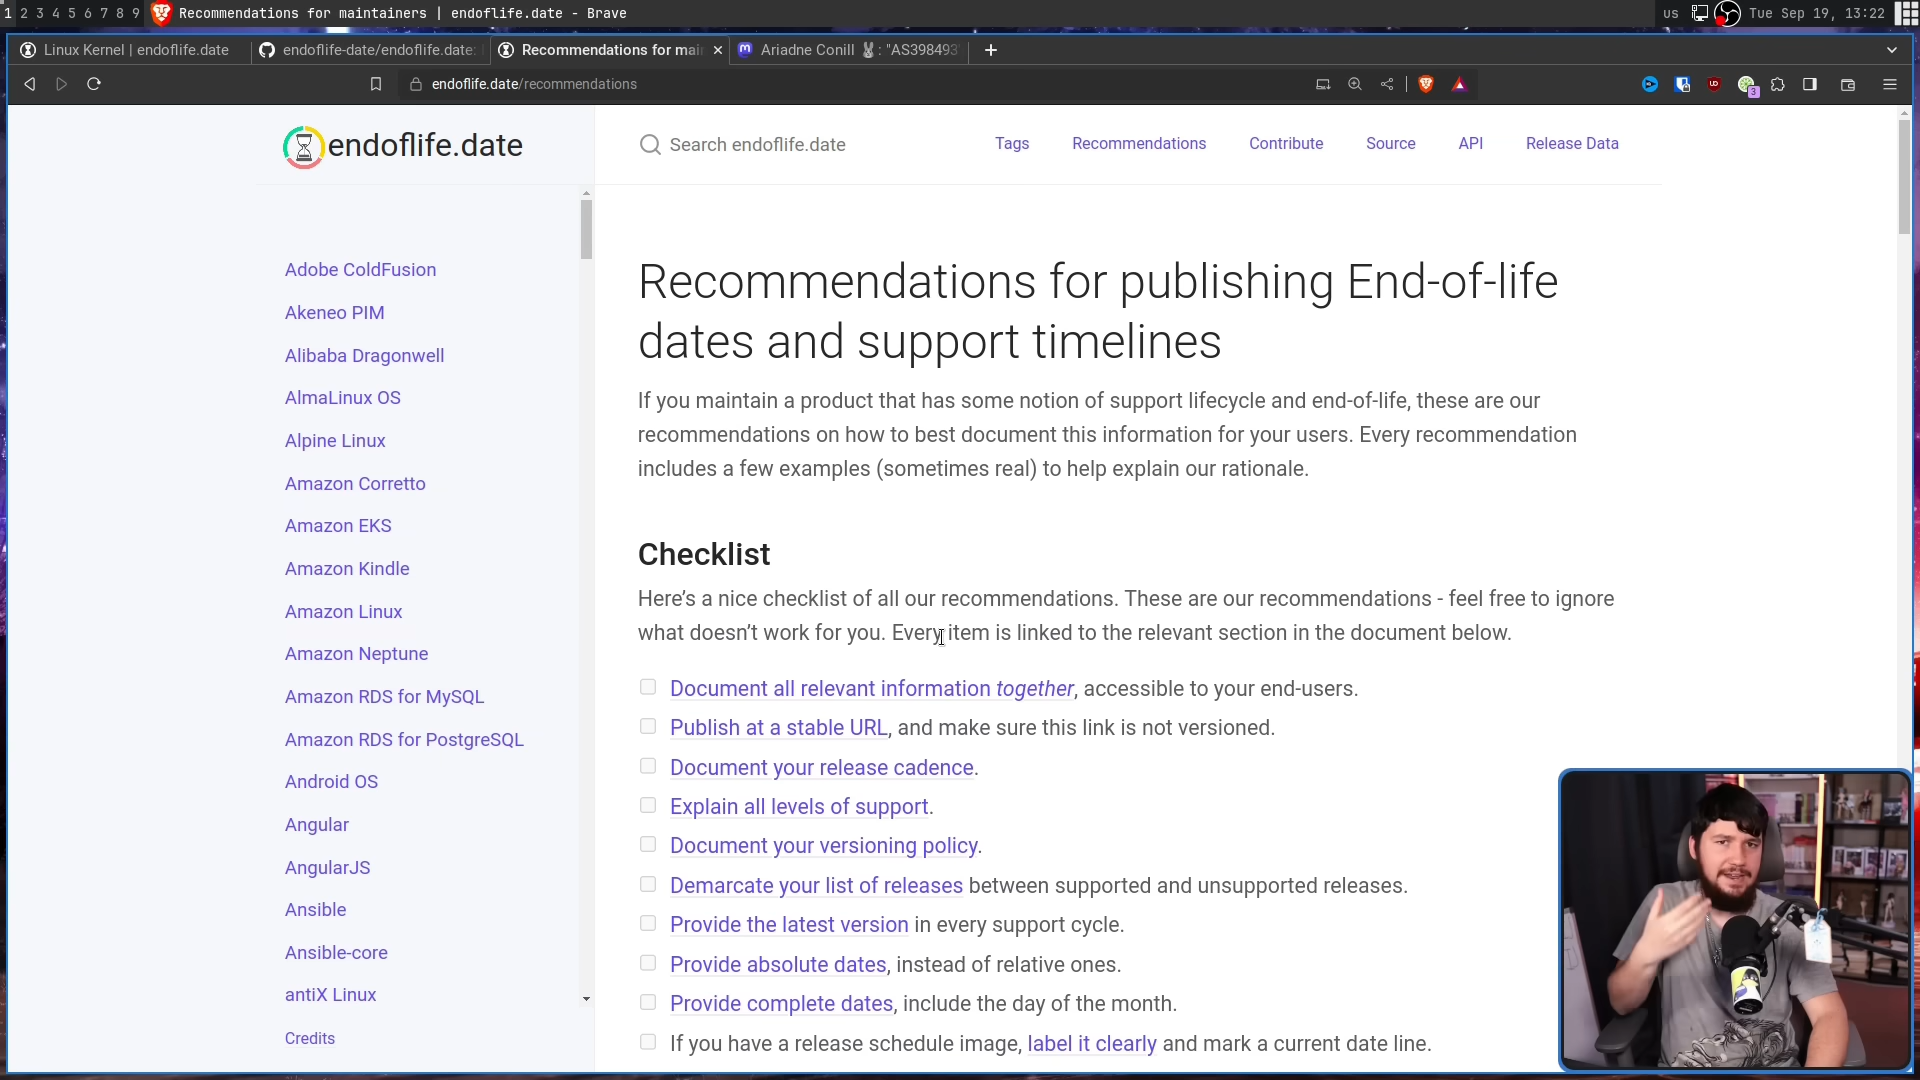 1 2 3 4 5 6 7 8 9 Recommendations for maintainers | endoflife.date - Brave us Tue Sep 19, 13:22
Linux Kernel | endoflife.date endoflife-date/endoflife.date: Recommendations for mai Ariadne Conill 🐰: "AS398493
endoflife.date/recommendations
3
endoflife.date
Search endoflife.date
Tags Recommendations Contribute Source API Release Data
Adobe ColdFusion
Akeneo PIM
Alibaba Dragonwell
AlmaLinux OS
Alpine Linux
Amazon Corretto
Amazon EKS
Amazon Kindle
Amazon Linux
Amazon Neptune
Amazon RDS for MySQL
Amazon RDS for PostgreSQL
Android OS
Angular
AngularJS
Ansible
Ansible-core
antiX Linux
Credits
Recommendations for publishing End-of-life
dates and support timelines
If you maintain a product that has some notion of support lifecycle and end-of-life, these are our
recommendations on how to best document this information for your users. Every recommendation
includes a few examples (sometimes real) to help explain our rationale.
Checklist
Here's a nice checklist of all our recommendations. These are our recommendations - feel free to ignore
what doesn't work for you. Every item is linked to the relevant section in the document below.
Document all relevant information together, accessible to your end-users.
Publish at a stable URL, and make sure this link is not versioned.
Document your release cadence.
Explain all levels of support.
Document your versioning policy.
Demarcate your list of releases between supported and unsupported releases.
Provide the latest version in every support cycle.
Provide absolute dates, instead of relative ones.
Provide complete dates, include the day of the month.
If you have a release schedule image, label it clearly and mark a current date line.